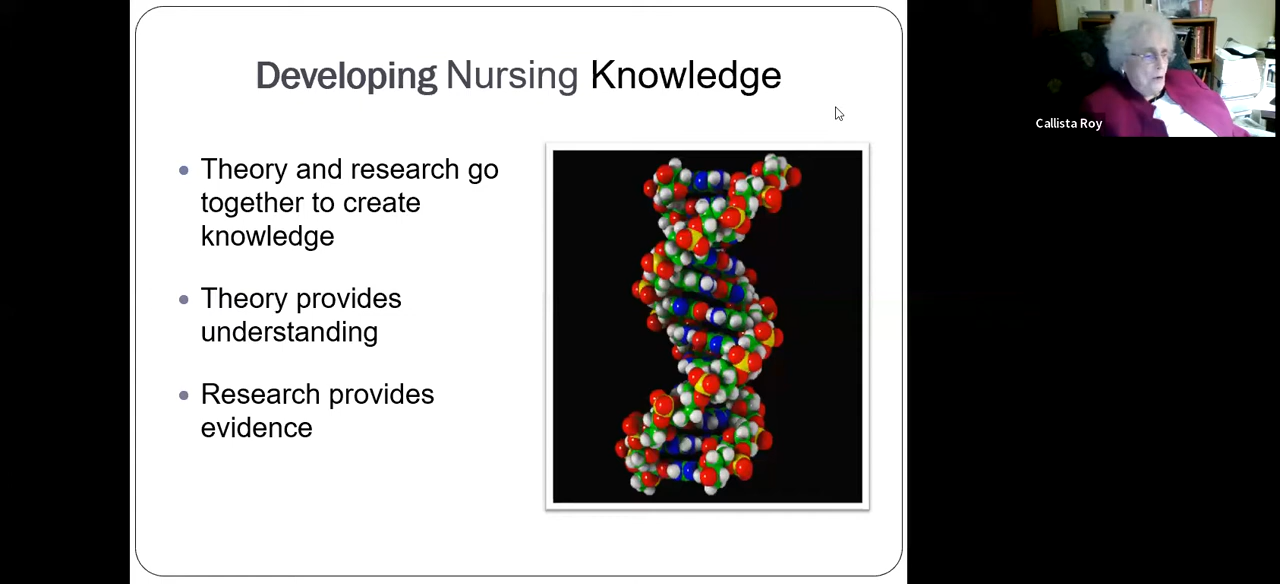 Developing Nursing Knowledge
Callista Roy
Theory and research go
together to create
knowledge
Theory provides
understanding
Research provides
evidence